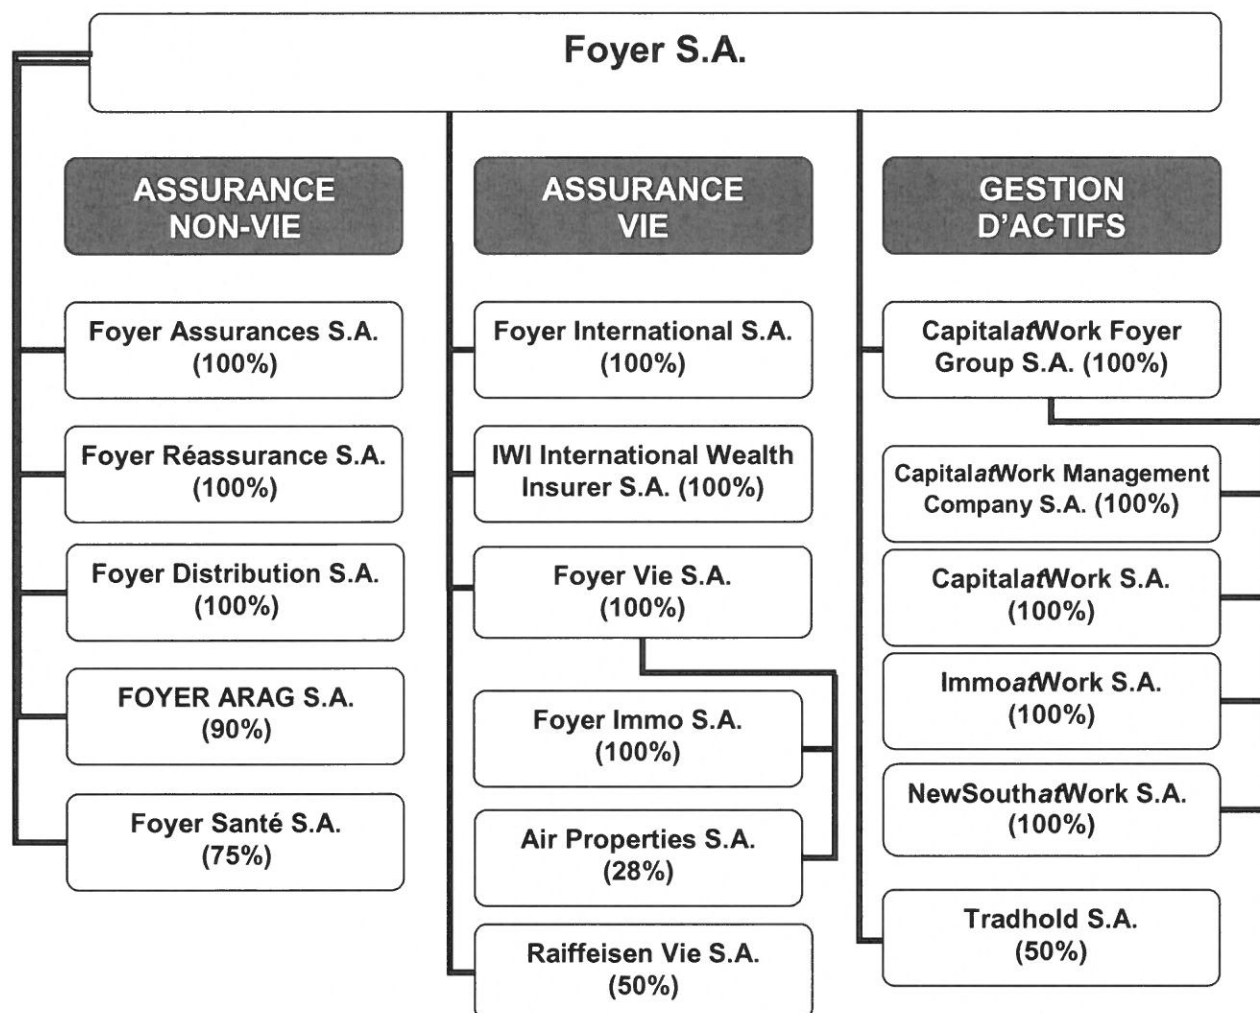 Foyer S.A.
ASSURANCE
NON-VIE
Foyer Assurances S.A.
(100%)
Foyer Réassurance S.A.
(100%)
Foyer Distribution S.A.
(100%)
FOYER ARAG S.A.
(90%)
Foyer Santé S.A.
(75%)
ASSURANCE
VIE
Foyer International S.A.
(100%)
IWI International Wealth
Insurer S.A. (100%)
Foyer Vie S.A.
(100%)
Foyer Immo S.A.
(100%)
Air Properties S.A.
(28%)
Raiffeisen Vie S.A.
(50%)
GESTION
D'ACTIFS
CapitalatWork Foyer
Group S.A. (100%)
CapitalatWork Management
Company S.A. (100%)
CapitalatWork S.A.
(100%)
ImmoatWork S.A.
(100%)
NewSouthatWork S.A.
(100%)
Tradhold S.A.
(50%)